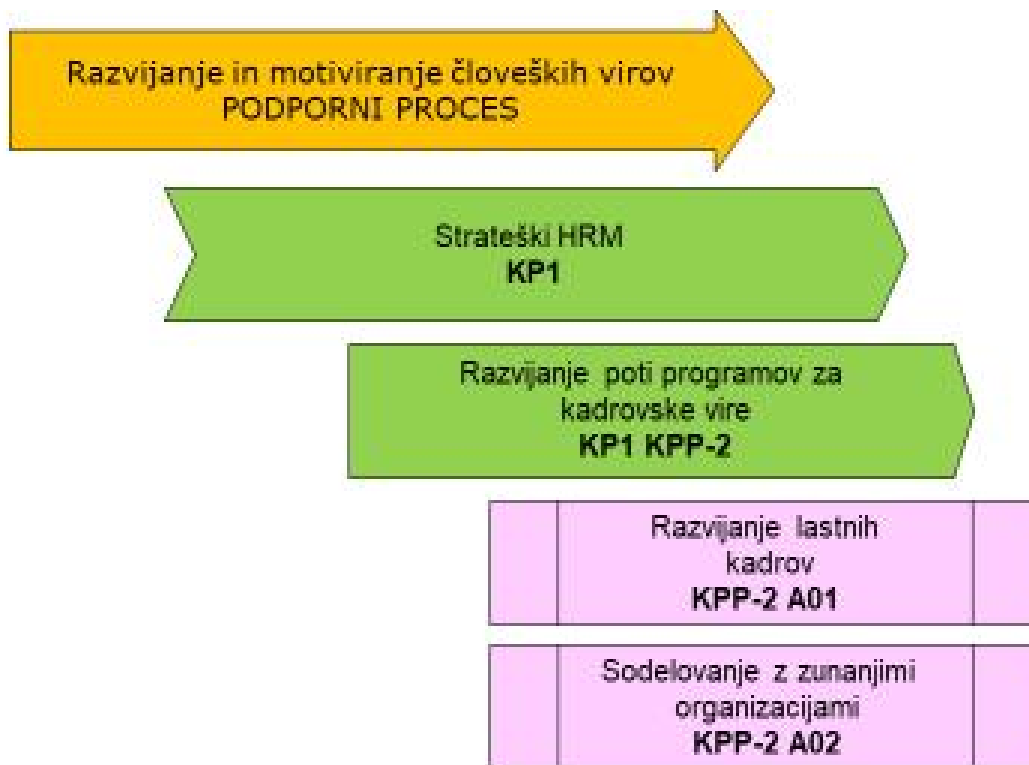 Razvijanje in motiviranje človeških virov
PODPORNI PROCES
Strateški HRM
KP1
Razvijanje poti programov za
kadrovske vire
KP1 KPP-2
Razvijanje lastnih
kadrov
KPP-2 A01
Sodelovanje z zunanjimi
organizacijami
KPP-2 A02